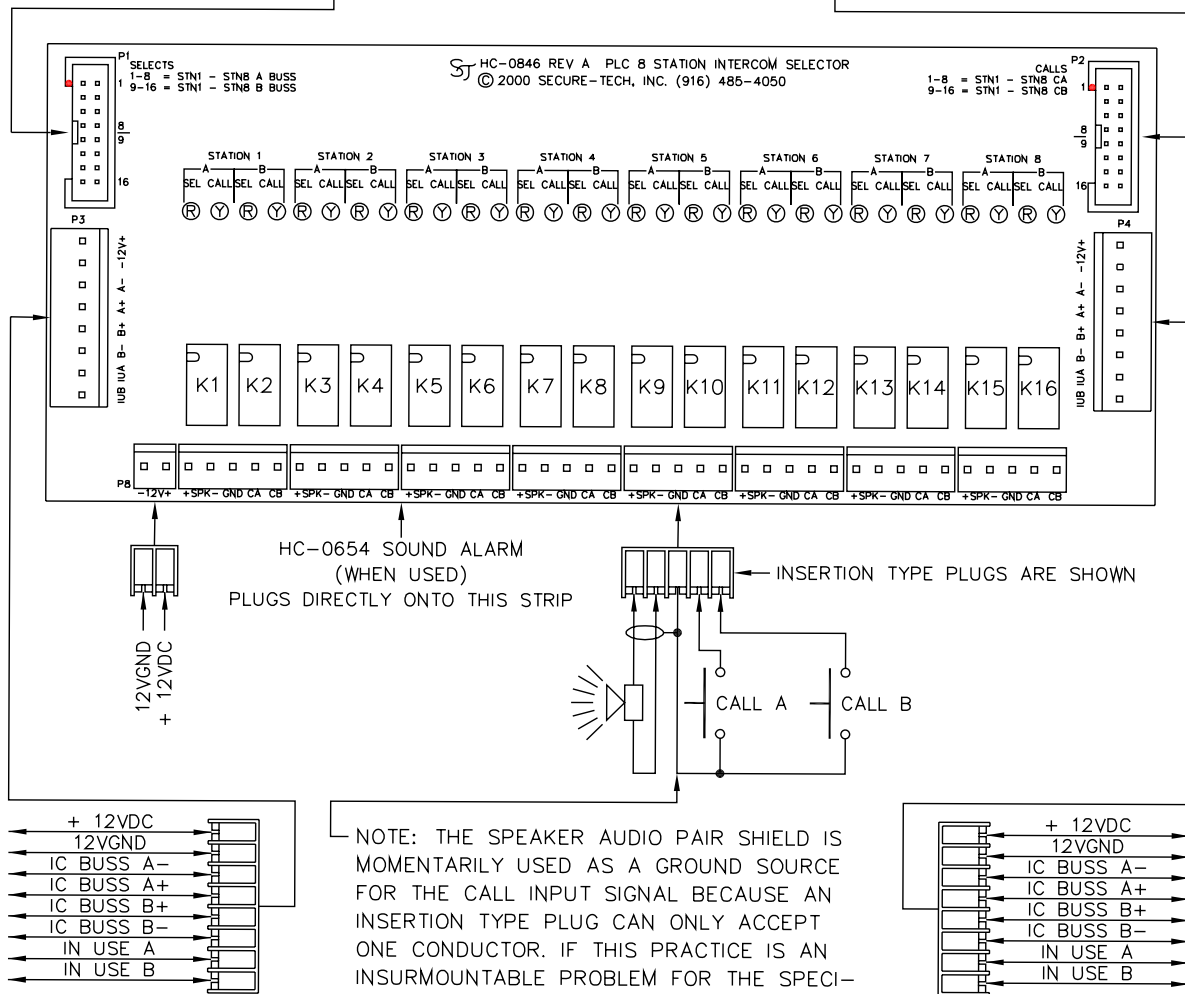 P1
SELECTS
1-8 = STN1 - STN8 A BUSS
9-16 = STN1 - STN8 B BUSS
ST HC-0846 REV A PLC 8 STATION INTERCOM SELECTOR
© 2000 SECURE-TECH, INC. (916) 485-4050
CALLS
1-8 = STN1 - STN8 CA
9-16 = STN1 - STN8 CB
P2
1
8
9
16
1
8
9
16
STATION 1 STATION 2 STATION 3 STATION 4 STATION 5 STATION 6 STATION 7 STATION 8
A B A B A B A B A B A B A B A B
SEL CALL SEL CALL SEL CALL SEL CALL SEL CALL SEL CALL SEL CALL SEL CALL SEL CALL SEL CALL SEL CALL SEL CALL SEL CALL SEL CALL SEL CALL SEL CALL
R Y R Y R Y R Y R Y R Y R Y R Y R Y R Y R Y R Y R Y R Y R Y R Y
P3
IUB IUA B- B+ A+ A- -12V+
P4
IUB IUA B- B+ A+ A- -12V+
K1 K2 K3 K4 K5 K6 K7 K8 K9 K10 K11 K12 K13 K14 K15 K16
P8
-12V+ +SPK- GND CA CB +SPK- GND CA CB +SPK- GND CA CB +SPK- GND CA CB +SPK- GND CA CB +SPK- GND CA CB +SPK- GND CA CB +SPK- GND CA CB
HC-0654 SOUND ALARM
(WHEN USED)
PLUGS DIRECTLY ONTO THIS STRIP
INSERTION TYPE PLUGS ARE SHOWN
12VGND
+ 12VDC
CALL A
CALL B
+ 12VDC
12VGND
IC BUSS A-
IC BUSS A+
IC BUSS B+
IC BUSS B-
IN USE A
IN USE B
NOTE: THE SPEAKER AUDIO PAIR SHIELD IS
MOMENTARILY USED AS A GROUND SOURCE
FOR THE CALL INPUT SIGNAL BECAUSE AN
INSERTION TYPE PLUG CAN ONLY ACCEPT
ONE CONDUCTOR. IF THIS PRACTICE IS AN
INSURMOUNTABLE PROBLEM FOR THE SPECI-
+ 12VDC
12VGND
IC BUSS A-
IC BUSS A+
IC BUSS B+
IC BUSS B-
IN USE A
IN USE B